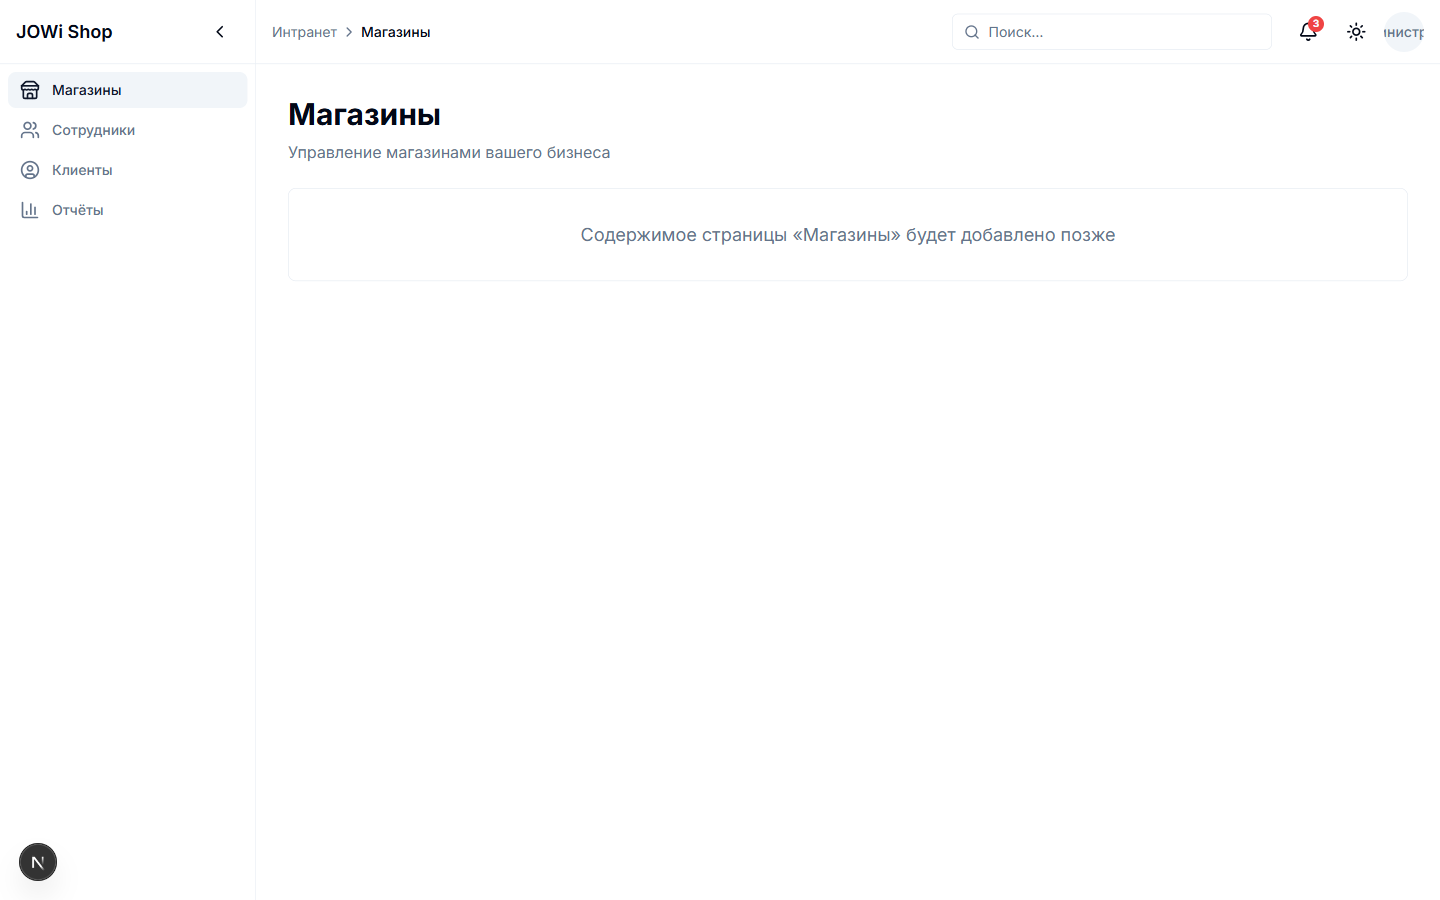 JOWi Shop
Интранет
Магазины
Поиск...
3
Магазины
Сотрудники
Клиенты
Отчёты
Магазины
Управление магазинами вашего бизнеса
Содержимое страницы «Магазины» будет добавлено позже
N